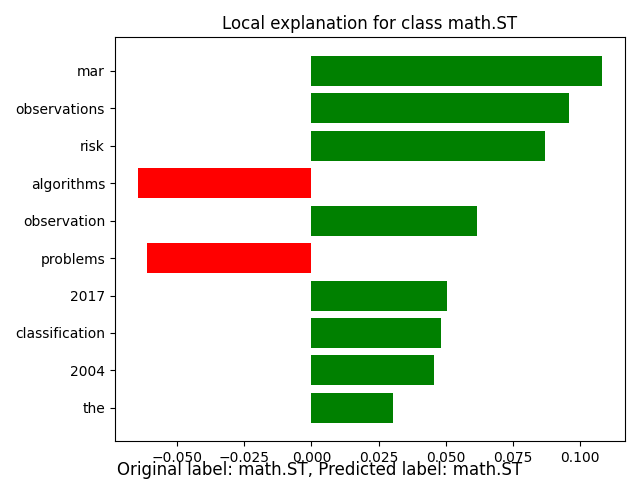 Local explanation for class math.ST
mar
observations
risk
algorithms
observation
problems
2017
classification
2004
the
−0.050 −0.025 0.000 0.025 0.050 0.075 0.100
Original label: math.ST, Predicted label: math.ST